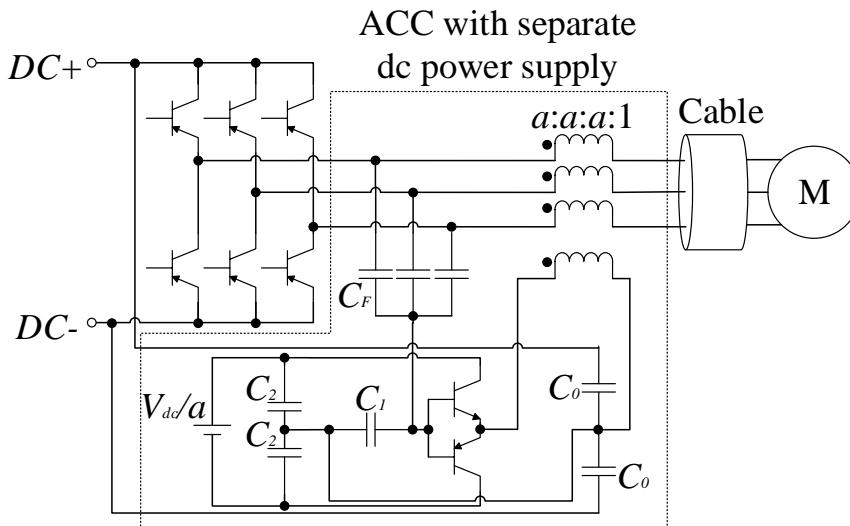 ACC with separate
dc power supply
DC+
a:a:a:1
Cable
M
C_F
DC-
V_dc/a
C_2
C_1
C_0
C_2
C_0